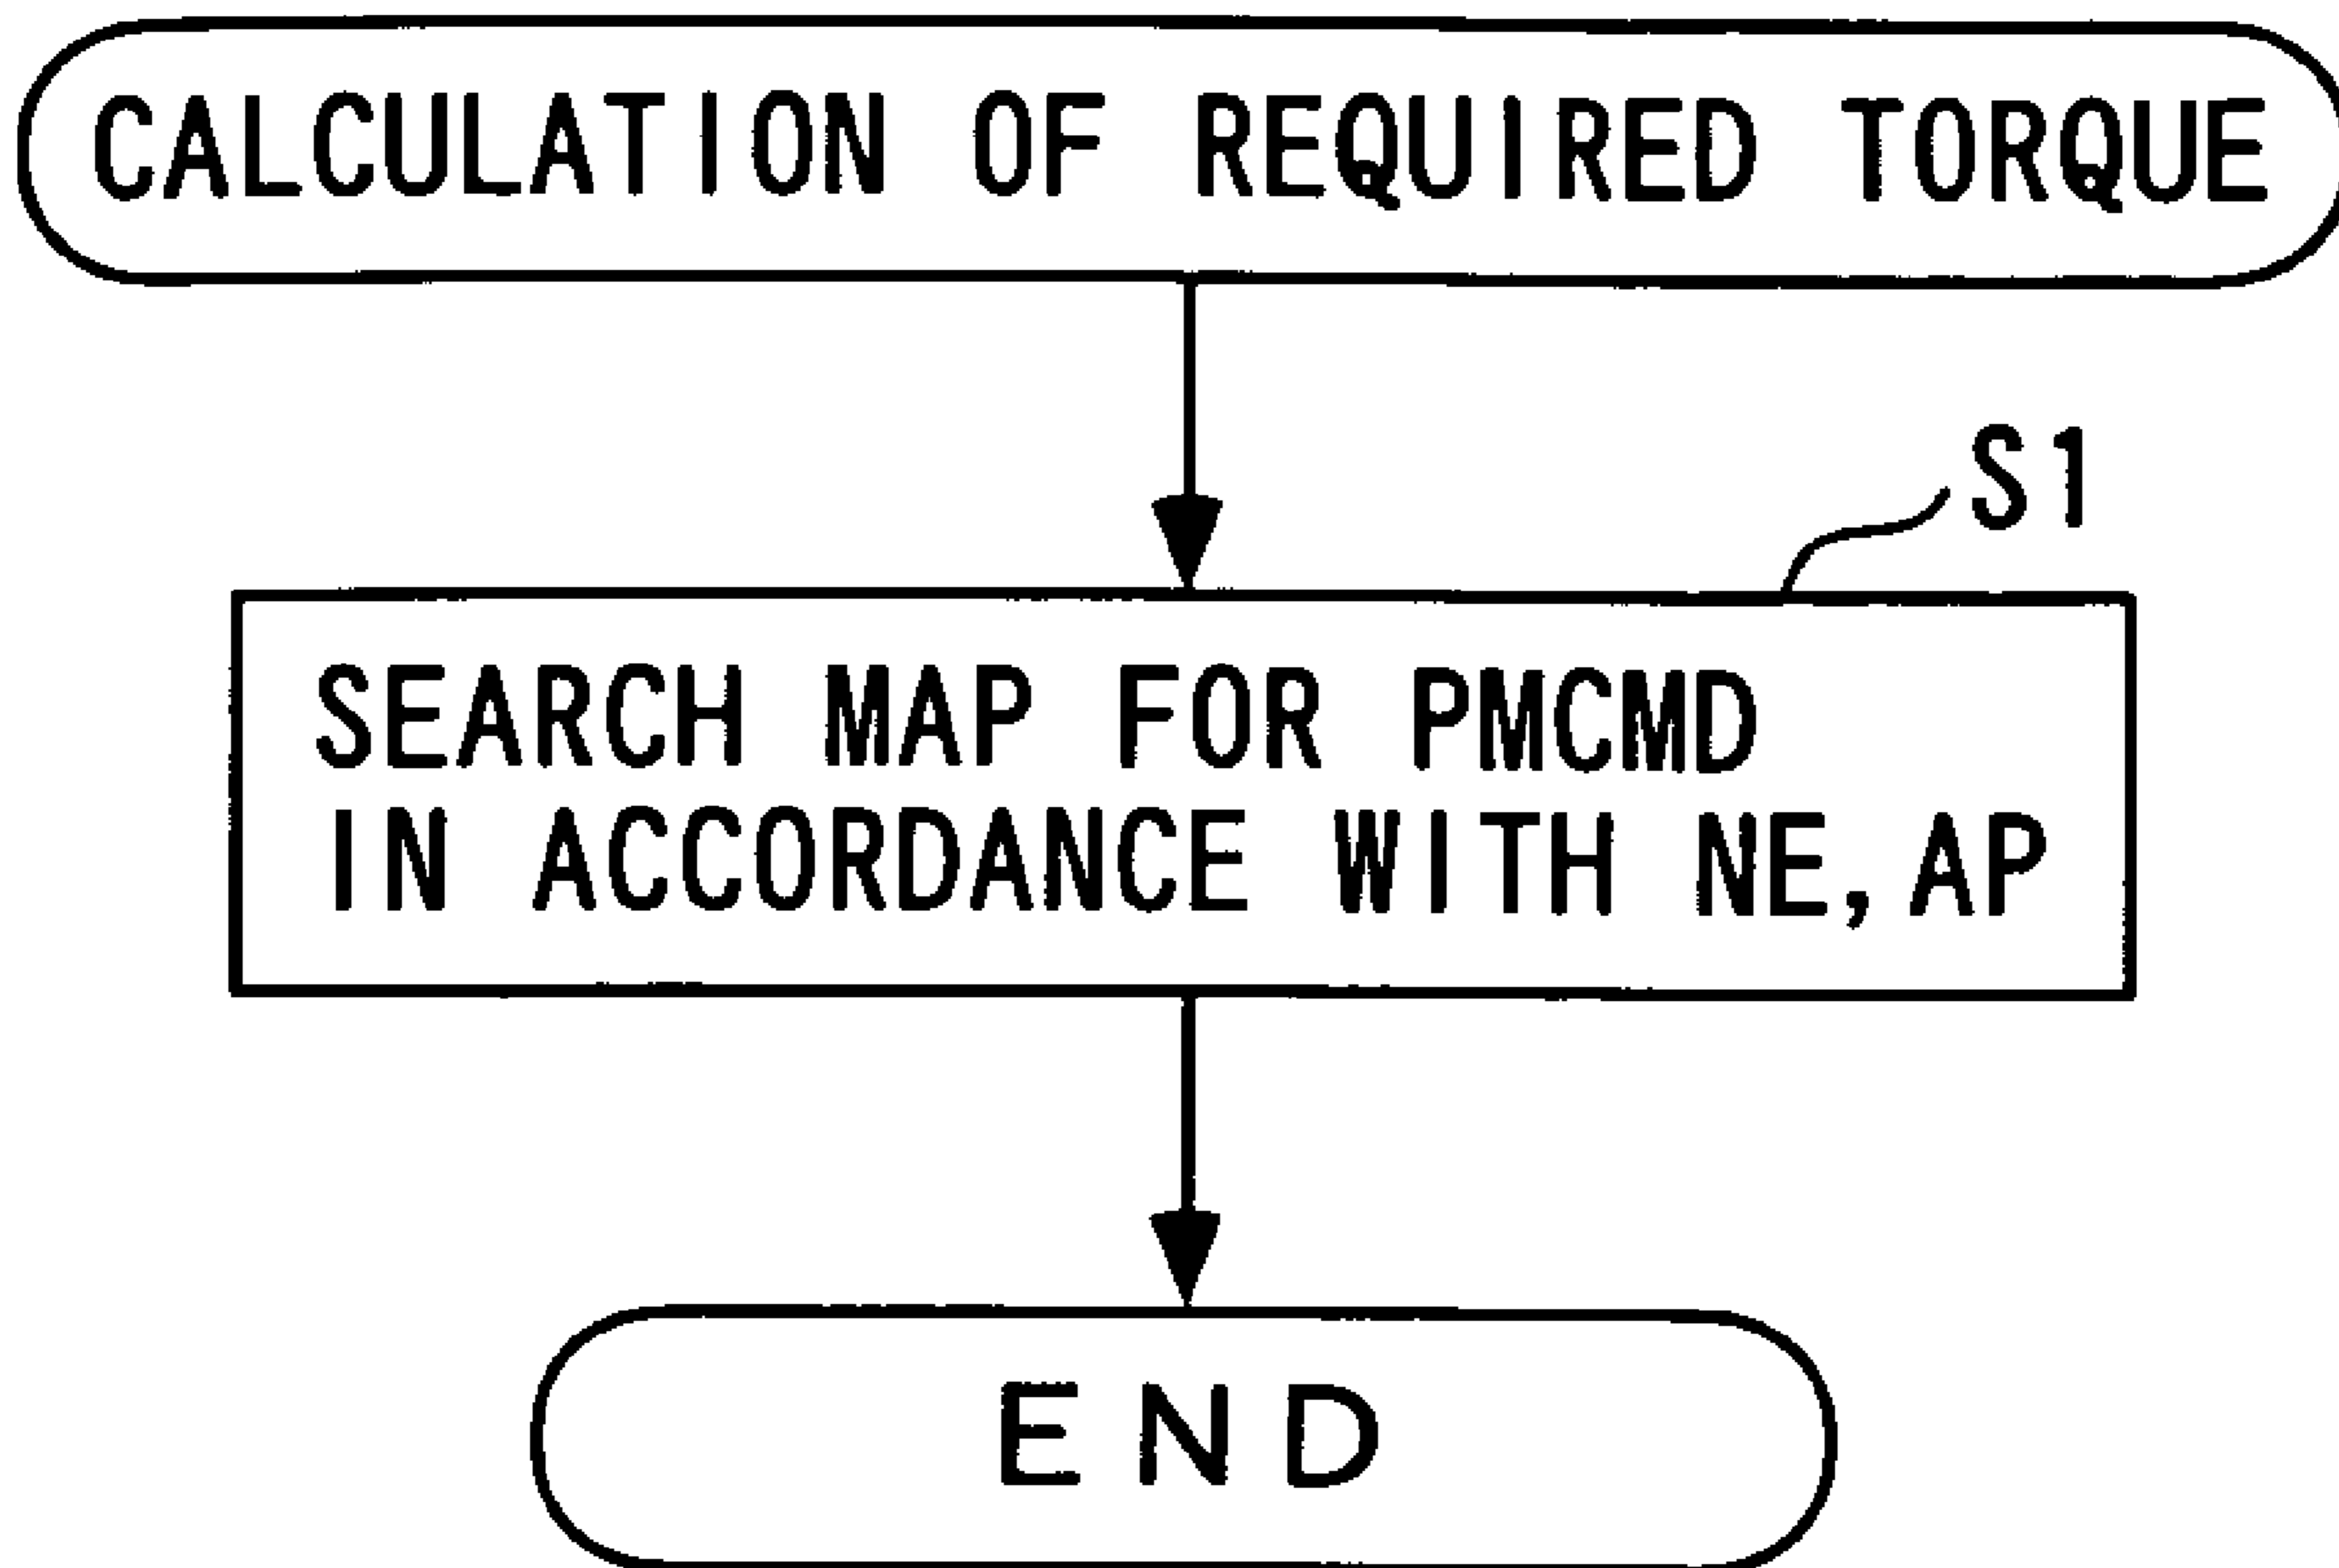 CALCULATION OF REQUIRED TORQUE
S1
SEARCH MAP FOR PMCMD
IN ACCORDANCE WITH NE, AP
END